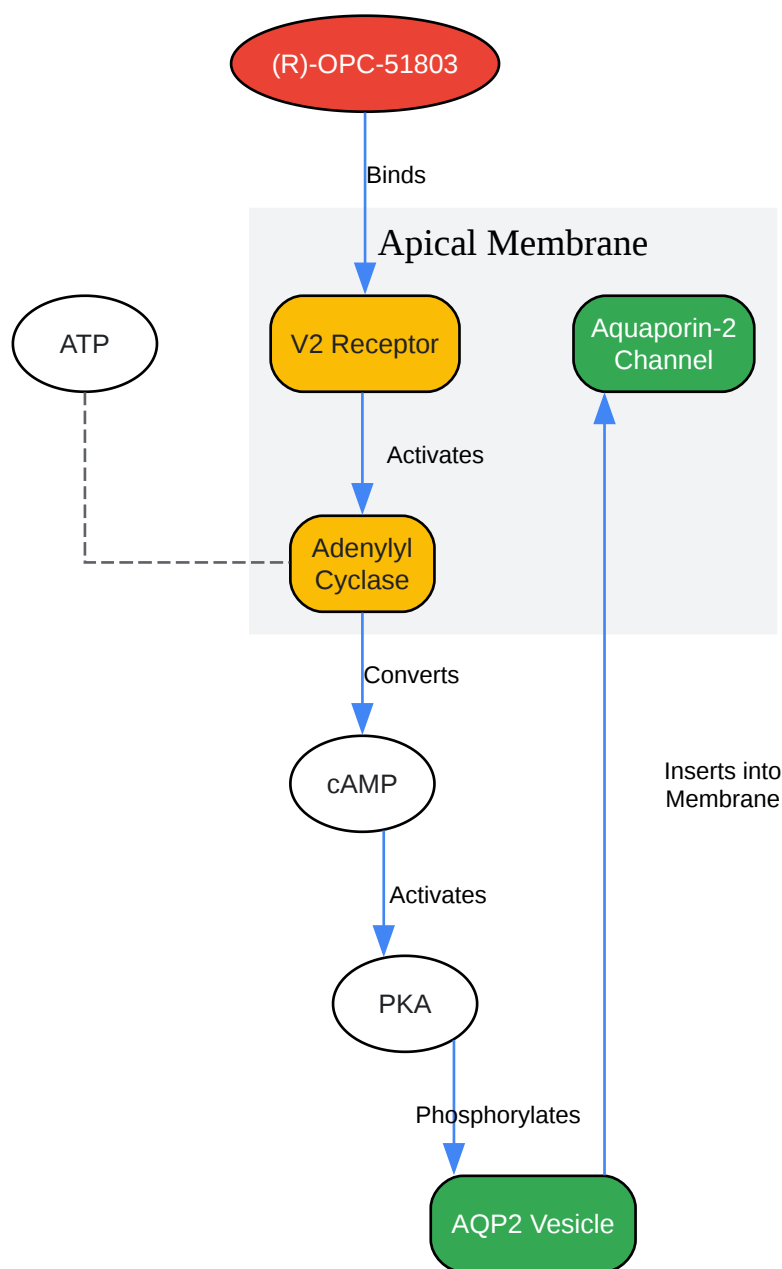 (R)-OPC-51803
Binds
Apical Membrane
ATP
V2 Receptor
Aquaporin-2
Channel
Activates
Adenylyl
Cyclase
Converts
cAMP
Inserts into
Membrane
Activates
PKA
Phosphorylates
AQP2 Vesicle